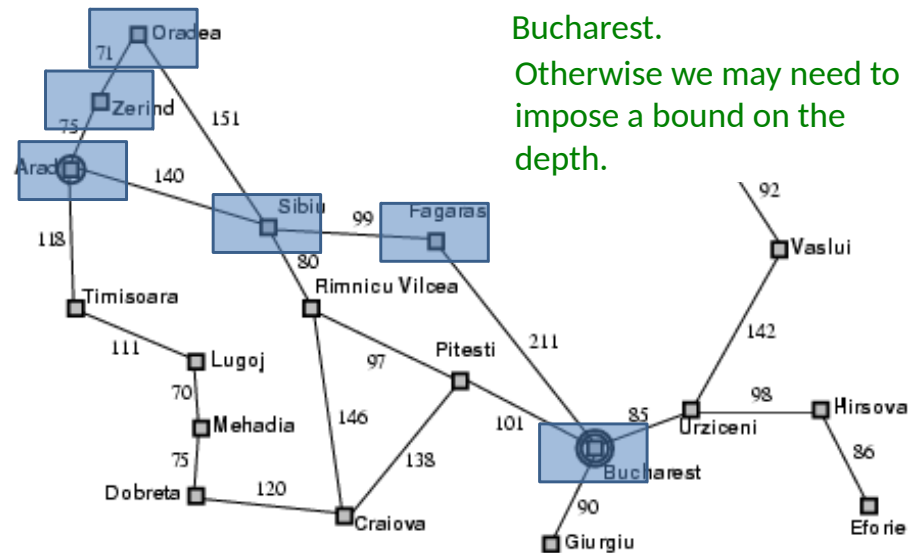 Bucharest.
Otherwise we may need to
impose a bound on the
depth.
Oradea
71
Zerind
75
151
Arad
140
92
Sibiu
99
Fagaras
118
80
Vaslui
Timisoara
Rimnicu Vilcea
111
Lugoj
97
Pitesti
211
142
70
98
Hirsova
Mehadia
146
101
85
Urziceni
75
138
86
Bucharest
Dobreta
120
90
Craiova
Eforie
Giurgiu